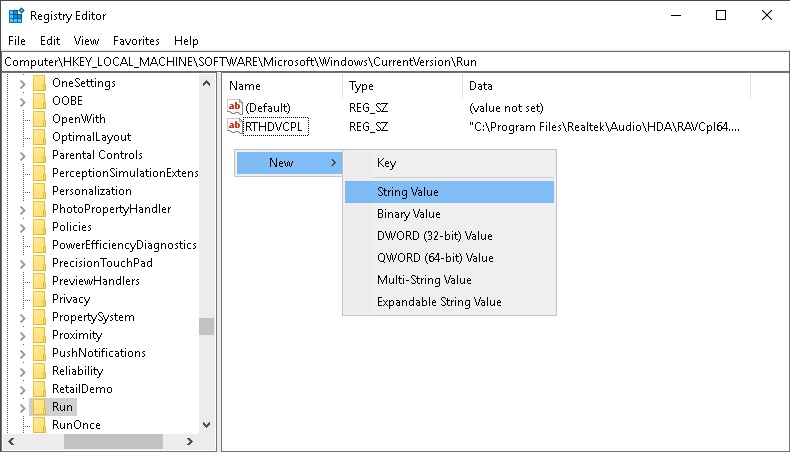 Registry Editor
File Edit View Favorites Help
Computer\HKEY_LOCAL_MACHINE\SOFTWARE\Microsoft\Windows\CurrentVersion\Run
OneSettings
OOBE
OpenWith
OptimalLayout
Parental Controls
PerceptionSimulationExtens
Personalization
PhotoPropertyHandler
Policies
PowerEfficiencyDiagnostics
PrecisionTouchPad
PreviewHandlers
Privacy
PropertySystem
Proximity
PushNotifications
Reliability
RetailDemo
Run
RunOnce
Name Type Data
ab (Default) REG_SZ (value not set)
ab RTHDVCPL REG_SZ "C:\Program Files\Realtek\Audio\HDA\RAVCpl64....
New
Key
String Value
Binary Value
DWORD (32-bit) Value
QWORD (64-bit) Value
Multi-String Value
Expandable String Value